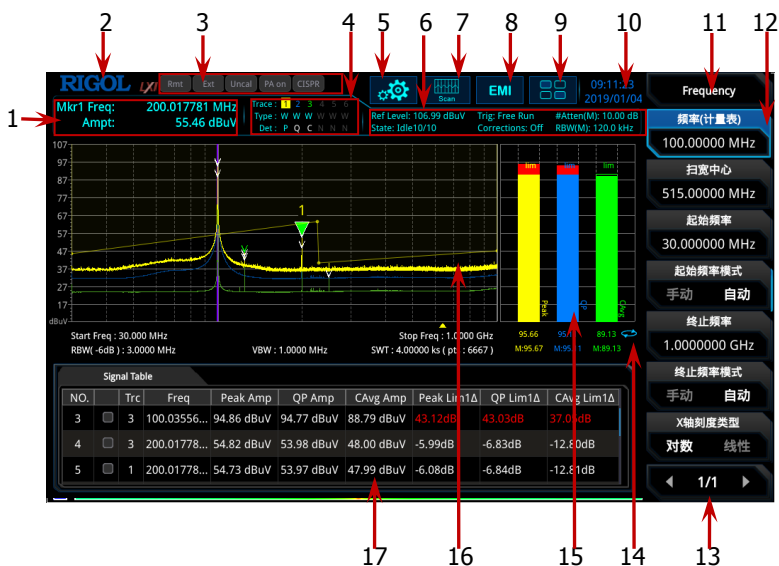 2 3 4 5 6 7 8 9 10 11 12
RIGOL LXI Rmt Ext Uncal PA on CISPR
Scan
EMI
09:11:23
2019/01/04
Frequency
1
Mkr1 Freq: 200.017781 MHz
Ampt: 55.46 dBuV
Trace: 1 2 3 4 5 6
Type: W W W W W W
Det: P Q C N N N
Ref Level: 106.99 dBuV Trig: Free Run #Atten(M): 10.00 dB
State: Idle10/10 Corrections: Off RBW(M): 120.0 kHz
频率(计量表)
100.00000 MHz
扫宽中心
515.00000 MHz
起始频率
30.000000 MHz
起始频率模式
手动 自动
终止频率
1.0000000 GHz
终止频率模式
手动 自动
X轴刻度类型
对数 线性
1/1
107
97
87
77
67
57
47
37
27
17
dBuV
1
lim lim lim
Peak QP CAvg
95.66 89.13
M:95.67 M:89.13
Start Freq : 30.000 MHz Stop Freq : 1.0000 GHz
RBW( -6dB ) : 3.0000 MHz VBW : 1.0000 MHz SWT : 4.00000 ks ( pts : 6667 )
Signal Table
NO. Trc Freq Peak Amp QP Amp CAvg Amp Peak Lim1Δ QP Lim1Δ CAvg Lim1Δ
3 3 100.03556... 94.86 dBuV 94.77 dBuV 88.79 dBuV 43.12dB 43.03dB
4 3 200.01778... 54.82 dBuV 53.98 dBuV 48.00 dBuV -5.99dB -6.83dB -12.80dB
5 1 200.01778... 54.73 dBuV 53.97 dBuV 47.99 dBuV -6.08dB -6.84dB -12.81dB
17 16 15 14 13